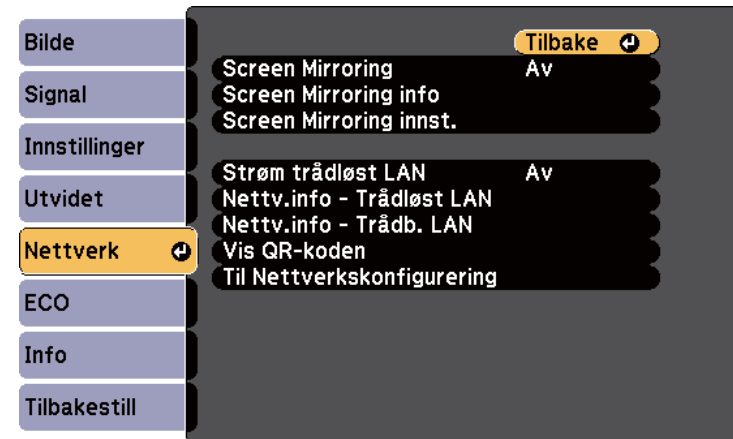 Bilde
Signal
Innstillinger
Utvidet
Nettverk
ECO
Info
Tilbakestill
Tilbake
Screen Mirroring Av
Screen Mirroring info
Screen Mirroring innst.
Strøm trådløst LAN Av
Nettv.info - Trådløst LAN
Nettv.info - Trådb. LAN
Vis QR-koden
Til Nettverkskonfigurering